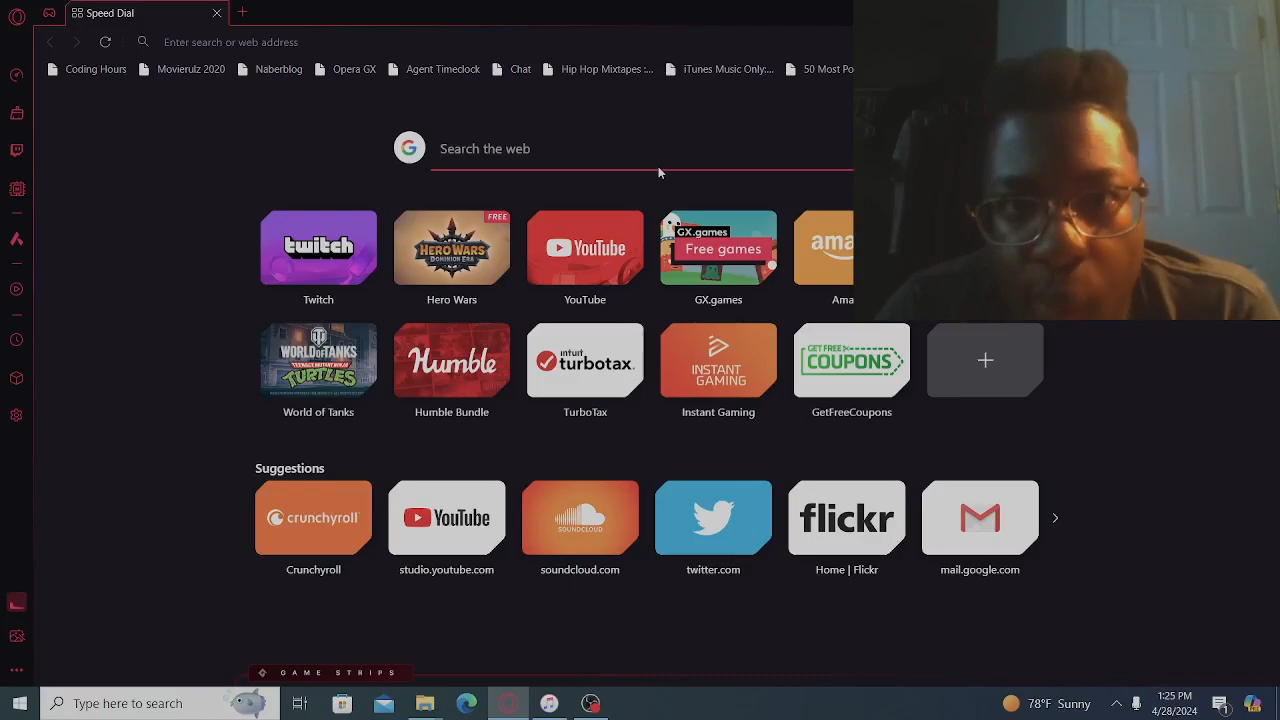 Speed Dial
Enter search or web address
Coding Hours Movierulz 2020 Naberblog Opera GX Agent Timeclock Chat Hip Hop Mixtapes :... iTunes Music Only:... 50 Most Po
G Search the web
twitch HERO WARS DOMINION ERA FREE YouTube GX.games Free games ama
Twitch Hero Wars YouTube GX.games Ama
WORLD OF TANKS TEENAGE MUTANT NINJA TURTLES Humble intuit turbotax. INSTANT GAMING GET FREE COUPONS
World of Tanks Humble Bundle TurboTax Instant Gaming GetFreeCoupons
Suggestions
crunchyroll YouTube SOUNDCLOUD flickr
Crunchyroll studio.youtube.com soundcloud.com twitter.com Home | Flickr mail.google.com
GAME STRIPS
Type here to search 78°F Sunny 1:25 PM
4/28/2024